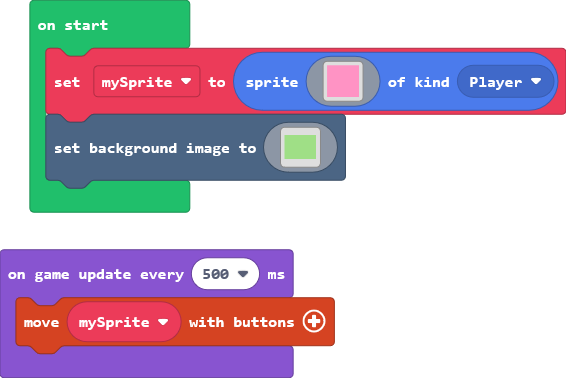 on start
set mySprite to sprite of kind Player
set background image to
on game update every 500 ms
move mySprite with buttons